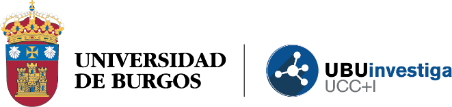 UNIVERSIDAD
DE BURGOS
UBUinvestiga
UCC+I